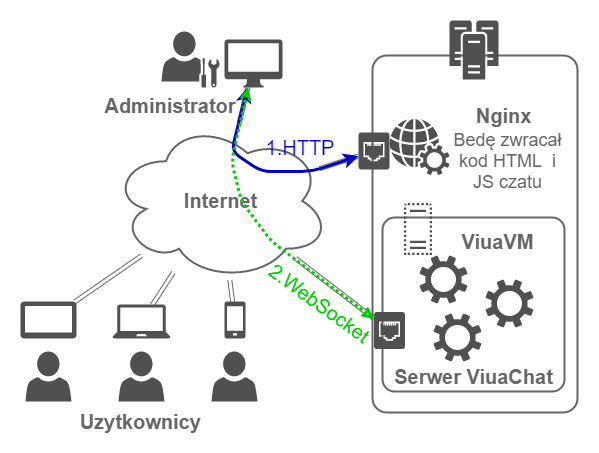 Administrator
Nginx
Bedę zwracał
kod HTML i
JS czatu
1.HTTP
Internet
ViuaVM
2.WebSocket
Serwer ViuaChat
Uzytkownicy